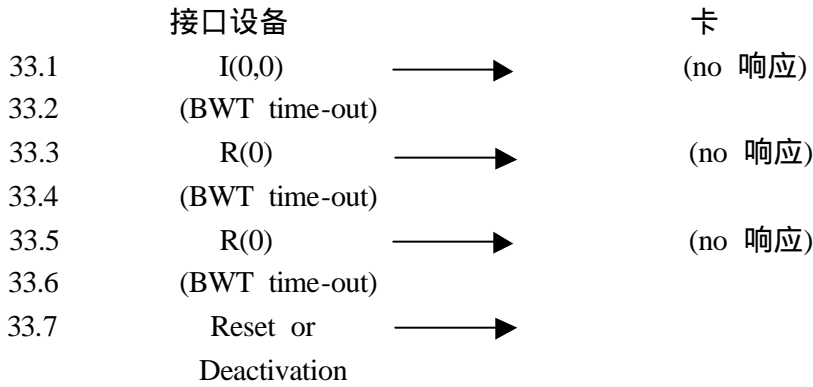 接口设备 卡
33.1 I(0,0) (no 响应)
33.2 (BWT time-out)
33.3 R(0) (no 响应)
33.4 (BWT time-out)
33.5 R(0) (no 响应)
33.6 (BWT time-out)
33.7 Reset or
Deactivation